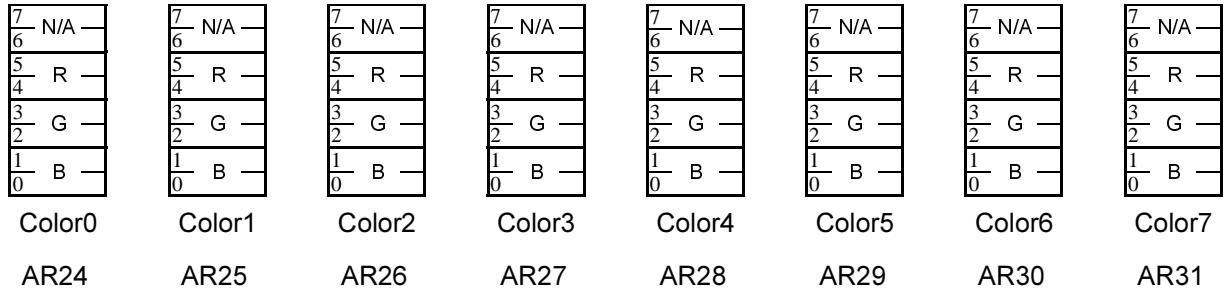 7 N/A 7 N/A 7 N/A 7 N/A 7 N/A 7 N/A 7 N/A 7 N/A
6 6 6 6 6 6 6 6
5 R 5 R 5 R 5 R 5 R 5 R 5 R 5 R
4 4 4 4 4 4 4 4
3 G 3 G 3 G 3 G 3 G 3 G 3 G 3 G
2 2 2 2 2 2 2 2
1 B 1 B 1 B 1 B 1 B 1 B 1 B 1 B
0 0 0 0 0 0 0 0
Color0 Color1 Color2 Color3 Color4 Color5 Color6 Color7
AR24 AR25 AR26 AR27 AR28 AR29 AR30 AR31